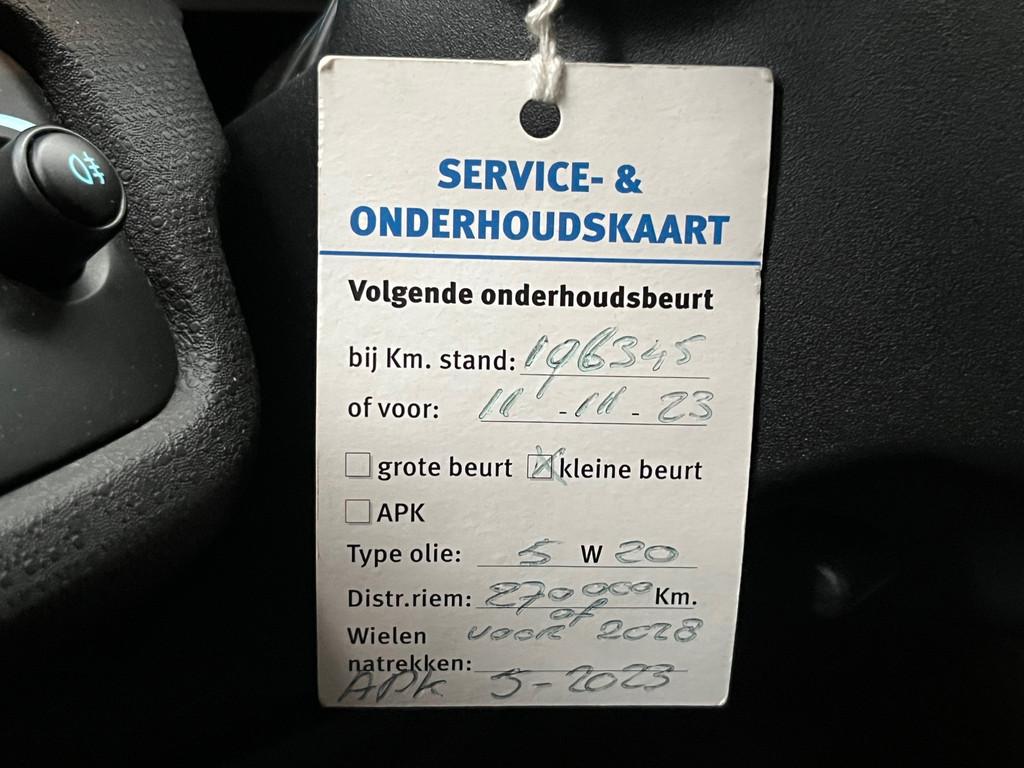 SERVICE- &
ONDERHOUDSKAART
Volgende onderhoudsbeurt
bij Km. stand: 196345
of voor: 11 - 11 - 23
grote beurt kleine beurt
APK
Type olie: 5 W 20
Distr.riem: 270000 Km.
of
Wielen voor 2028
natrekken:
APK 5-2023